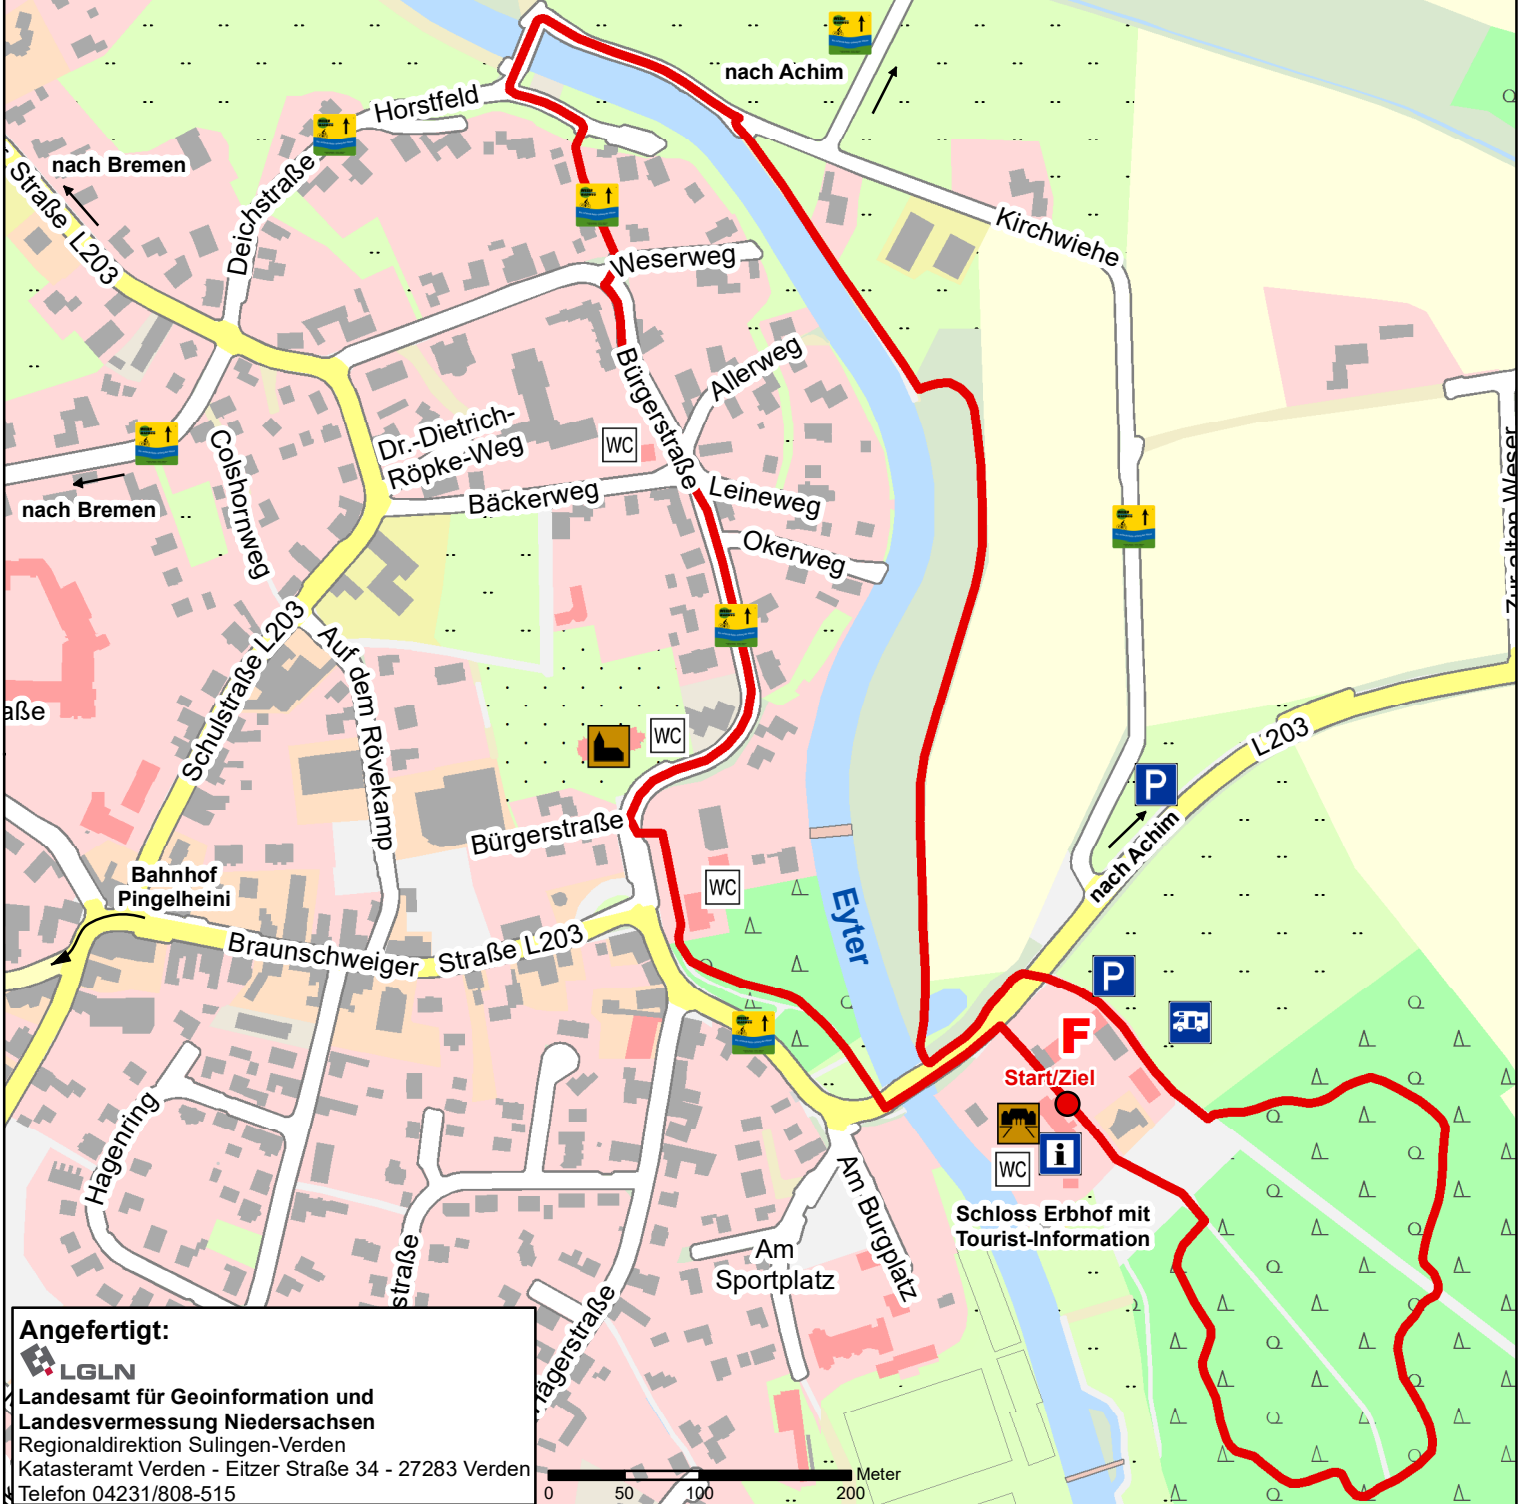 nach Achim
Horstfeld
nach Bremen
Straße L203
Deichstraße
Kirchwiehe
Weserweg
Bürgerstraße
Allerweg
Dr.-Dietrich-
Röpke-Weg
WC
Colshornweg
Bäckerweg
Leineweg
nach Bremen
Okerweg
Zur alten Weser
Schulstraße L203
Auf dem Rövekamp
aße
WC
L203
P
nach Achim
Bürgerstraße
Bahnhof
Pingelheini
WC
Eyter
Braunschweiger Straße L203
P
F
Start/Ziel
i
WC
Hagenring
Am Burgplatz
Schloss Erbhof mit
Tourist-Information
Am
Sportplatz
straße
ägerstraße
Angefertigt:
LGLN
Landesamt für Geoinformation und
Landesvermessung Niedersachsen
Regionaldirektion Sulingen-Verden
Katasteramt Verden - Eitzer Straße 34 - 27283 Verden
Telefon 04231/808-515
Meter
0 50 100 200